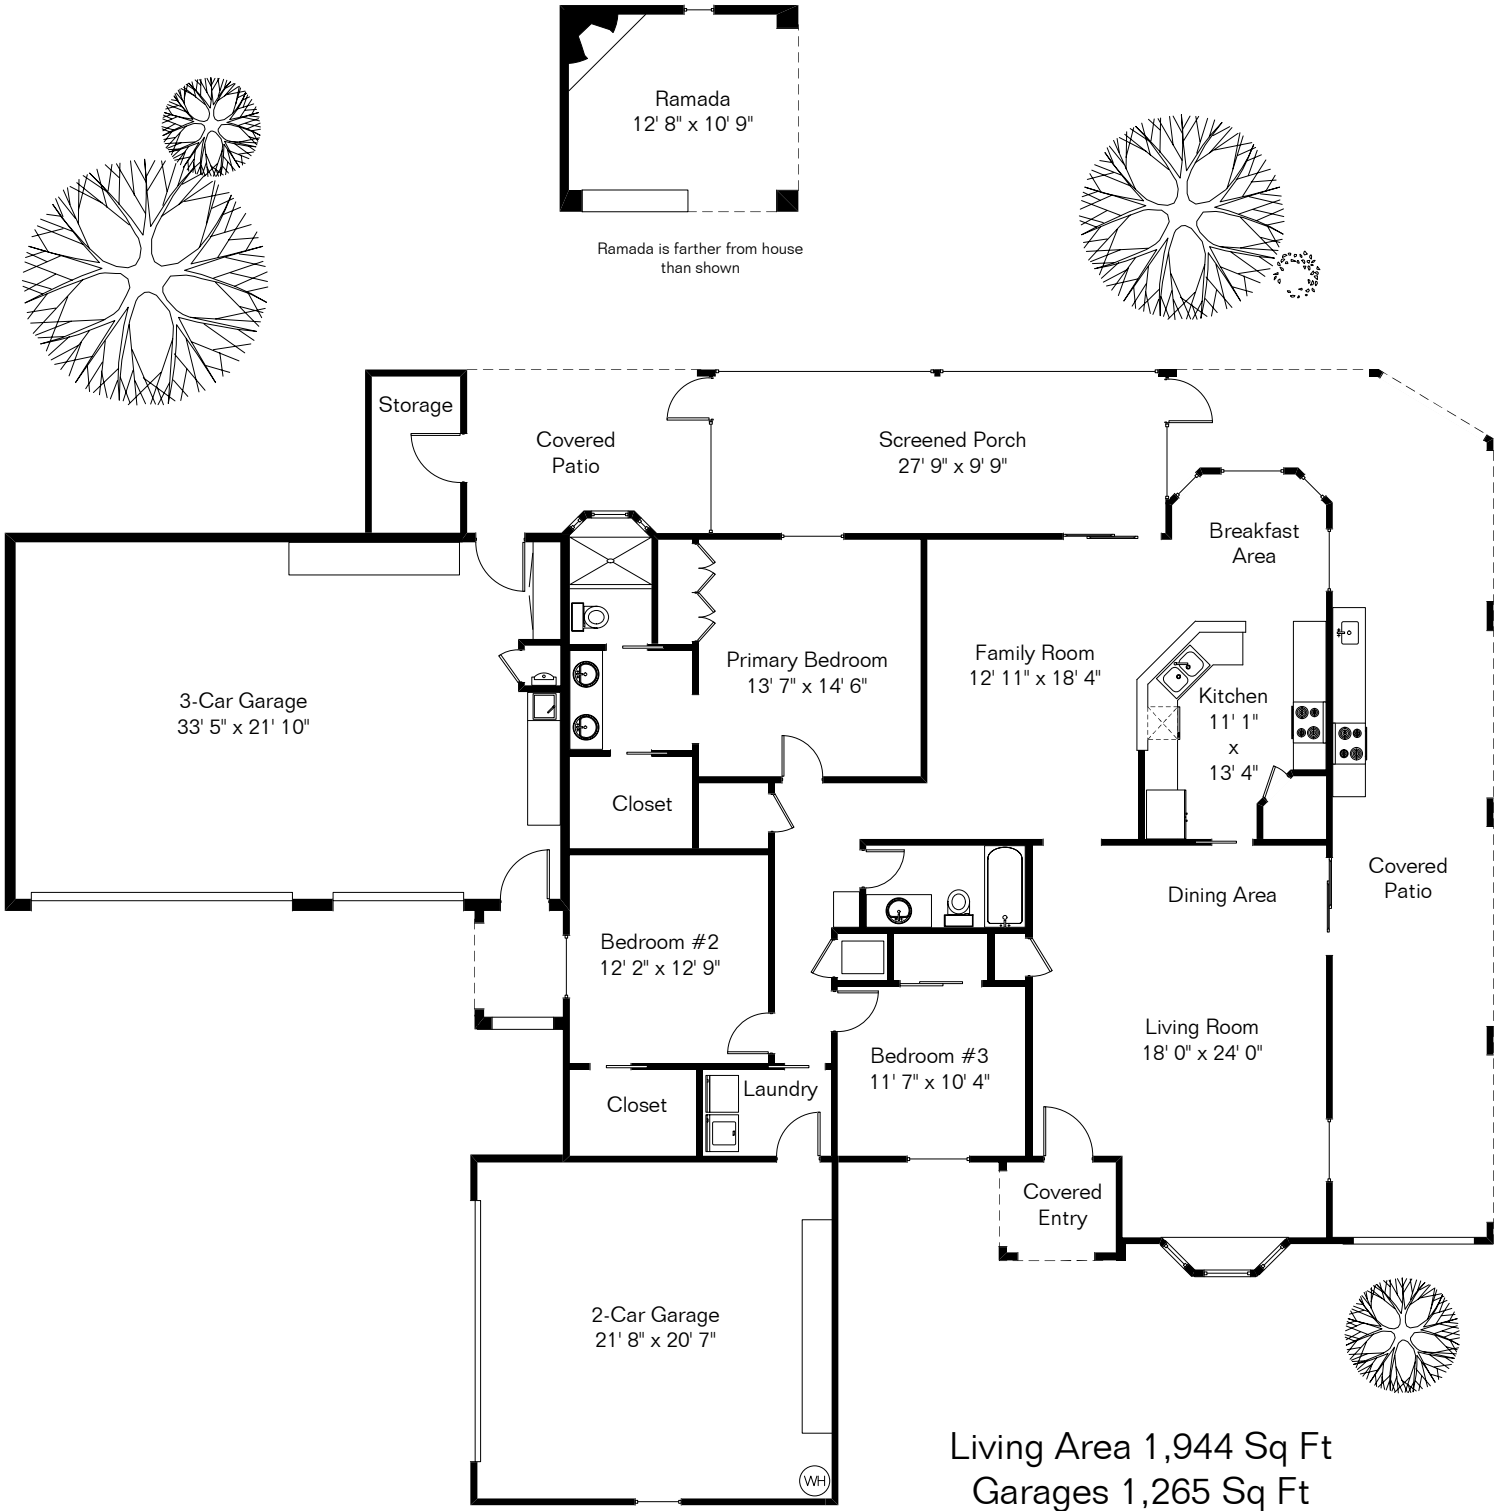 Ramada
12' 8" x 10' 9"
Ramada is farther from house
than shown
Storage
Covered
Patio
Screened Porch
27' 9" x 9' 9"
Breakfast
Area
3-Car Garage
33' 5" x 21' 10"
Primary Bedroom
13' 7" x 14' 6"
Family Room
12' 11" x 18' 4"
Kitchen
11' 1"
x
13' 4"
Closet
Covered
Patio
Dining Area
Bedroom #2
12' 2" x 12' 9"
Living Room
18' 0" x 24' 0"
Bedroom #3
11' 7" x 10' 4"
Closet
Laundry
Covered
Entry
2-Car Garage
21' 8" x 20' 7"
WH
Living Area 1,944 Sq Ft
Garages 1,265 Sq Ft